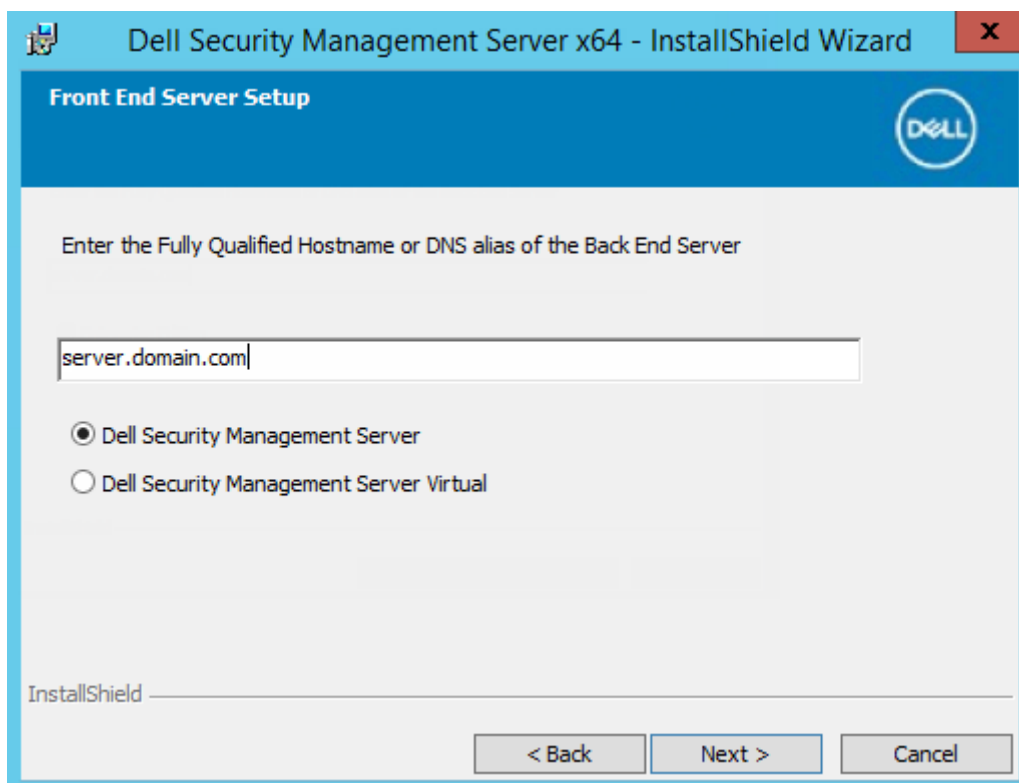 Dell Security Management Server x64 - InstallShield Wizard
x
Front End Server Setup
DELL
Enter the Fully Qualified Hostname or DNS alias of the Back End Server
server.domain.com
Dell Security Management Server
Dell Security Management Server Virtual
InstallShield
< Back
Next >
Cancel